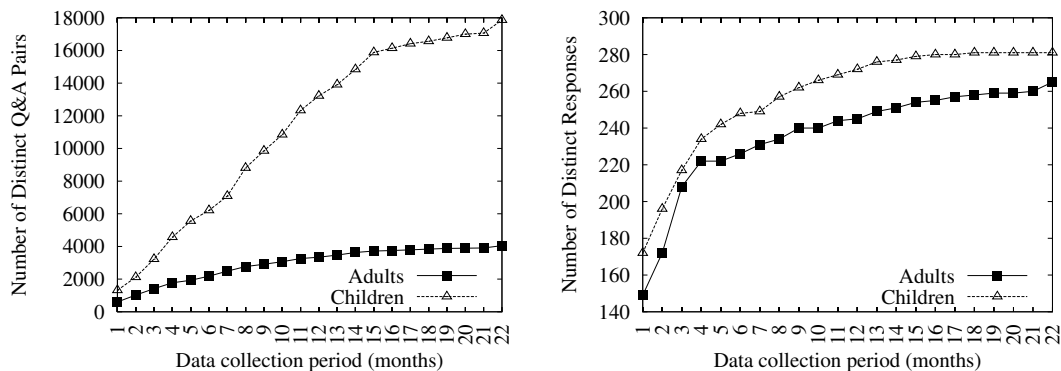 Number of Distinct Q&A Pairs
18000
16000
14000
12000
10000
8000
6000
4000
2000
0
Adults
Children
1 2 3 4 5 6 7 8 9 10 11 12 13 14 15 16 17 18 19 20 21 22
Data collection period (months)
Number of Distinct Responses
300
280
260
240
220
200
180
160
140
Adults
Children
1 2 3 4 5 6 7 8 9 10 11 12 13 14 15 16 17 18 19 20 21 22
Data collection period (months)